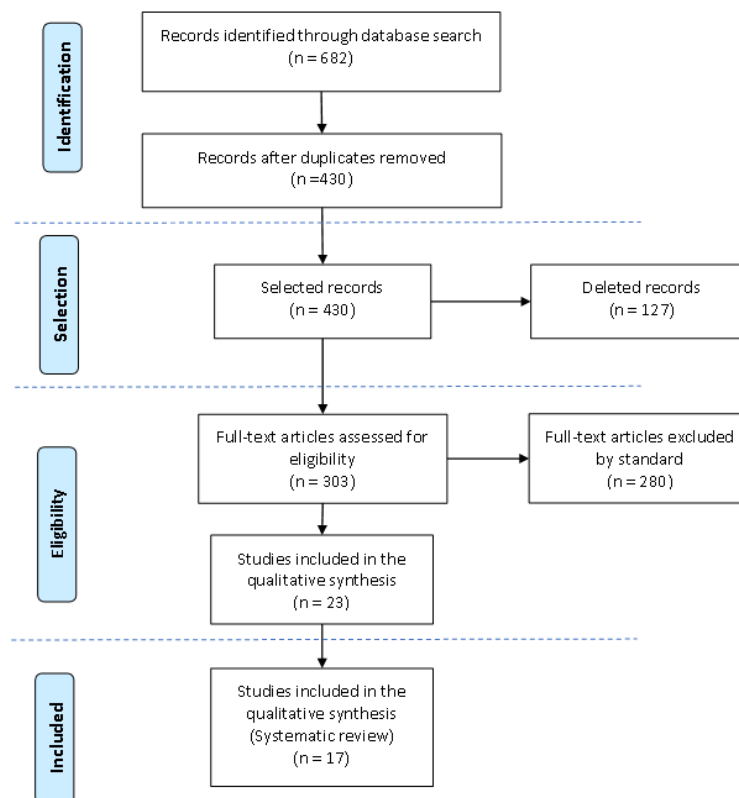 Identification
Records identified through database search
(n = 682)
Records after duplicates removed
(n =430)
Selection
Selected records
(n = 430)
Deleted records
(n = 127)
Eligibility
Full-text articles assessed for
eligibility
(n = 303)
Full-text articles excluded
by standard
(n = 280)
Studies included in the
qualitative synthesis
(n = 23)
Included
Studies included in the
qualitative synthesis
(Systematic review)
(n = 17)